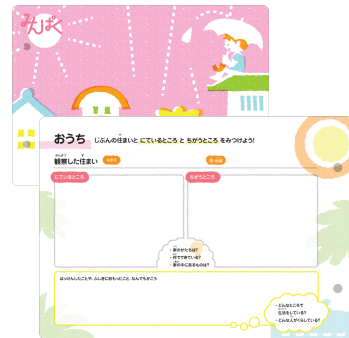 みんぱく
おうち じぶんの住まいと にているところ と ちがうところ をみつけよう!
観察した住まい
にているところ
ちがうところ
・家のかたちは?
・何でできている?
・家の中にあるものは?
はっけんしたことや、ふしぎにおもったこと、なんでもかこう
・どんなところで
生活をしている?
・どんな人がくらしている?